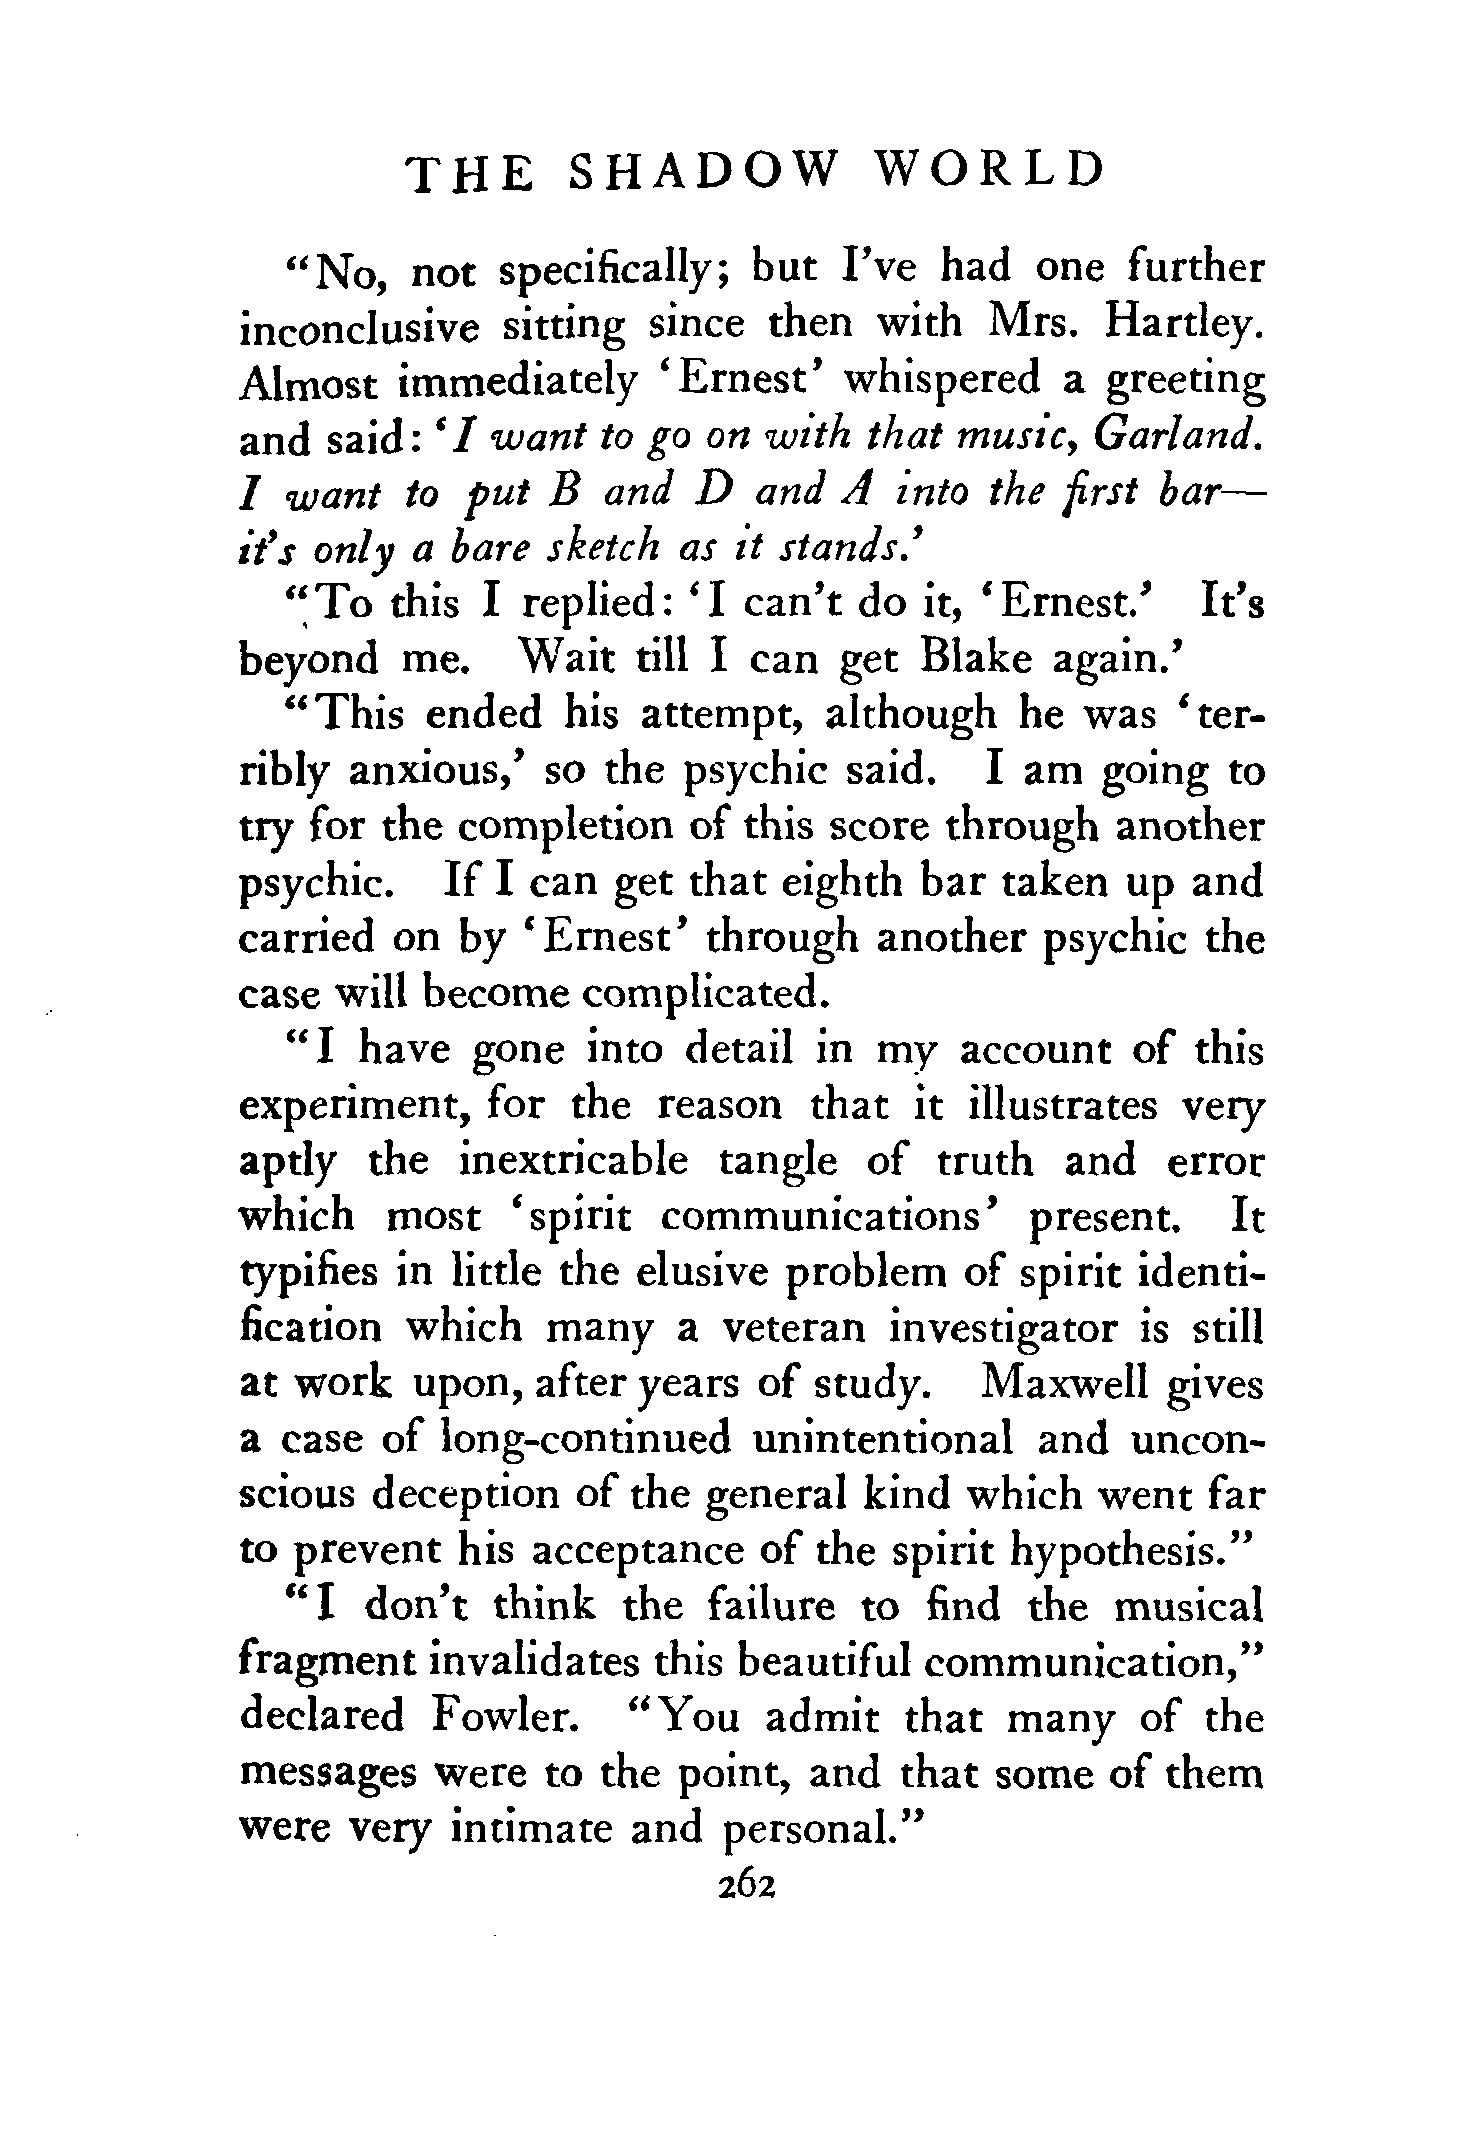 THE SHADOW WORLD
“No, not specifically; but I've had one further
inconclusive sitting since then with Mrs. Hartley.
Almost immediately ‘Ernest’ whispered a greeting
and said: ‘I want to go on with that music, Garland.
I want to put B and D and A into the first bar—
it's only a bare sketch as it stands.’
“To this I replied: ‘I can't do it, ‘Ernest.’ It's
beyond me. Wait till I can get Blake again.’
“This ended his attempt, although he was ‘ter-
ribly anxious,’ so the psychic said. I am going to
try for the completion of this score through another
psychic. If I can get that eighth bar taken up and
carried on by ‘Ernest’ through another psychic the
case will become complicated.
“I have gone into detail in my account of this
experiment, for the reason that it illustrates very
aptly the inextricable tangle of truth and error
which most ‘spirit communications’ present. It
typifies in little the elusive problem of spirit identi-
fication which many a veteran investigator is still
at work upon, after years of study. Maxwell gives
a case of long-continued unintentional and uncon-
scious deception of the general kind which went far
to prevent his acceptance of the spirit hypothesis.”
“I don't think the failure to find the musical
fragment invalidates this beautiful communication,”
declared Fowler. “You admit that many of the
messages were to the point, and that some of them
were very intimate and personal.”
262